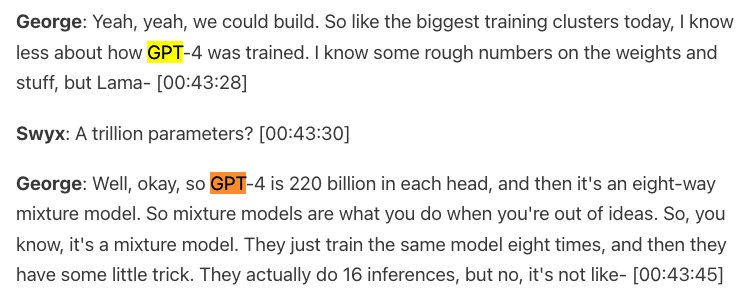 George: Yeah, yeah, we could build. So like the biggest training clusters today, I know
less about how GPT-4 was trained. I know some rough numbers on the weights and
stuff, but Lama- [00:43:28]
Swyx: A trillion parameters? [00:43:30]
George: Well, okay, so GPT-4 is 220 billion in each head, and then it's an eight-way
mixture model. So mixture models are what you do when you're out of ideas. So, you
know, it's a mixture model. They just train the same model eight times, and then they
have some little trick. They actually do 16 inferences, but no, it's not like- [00:43:45]